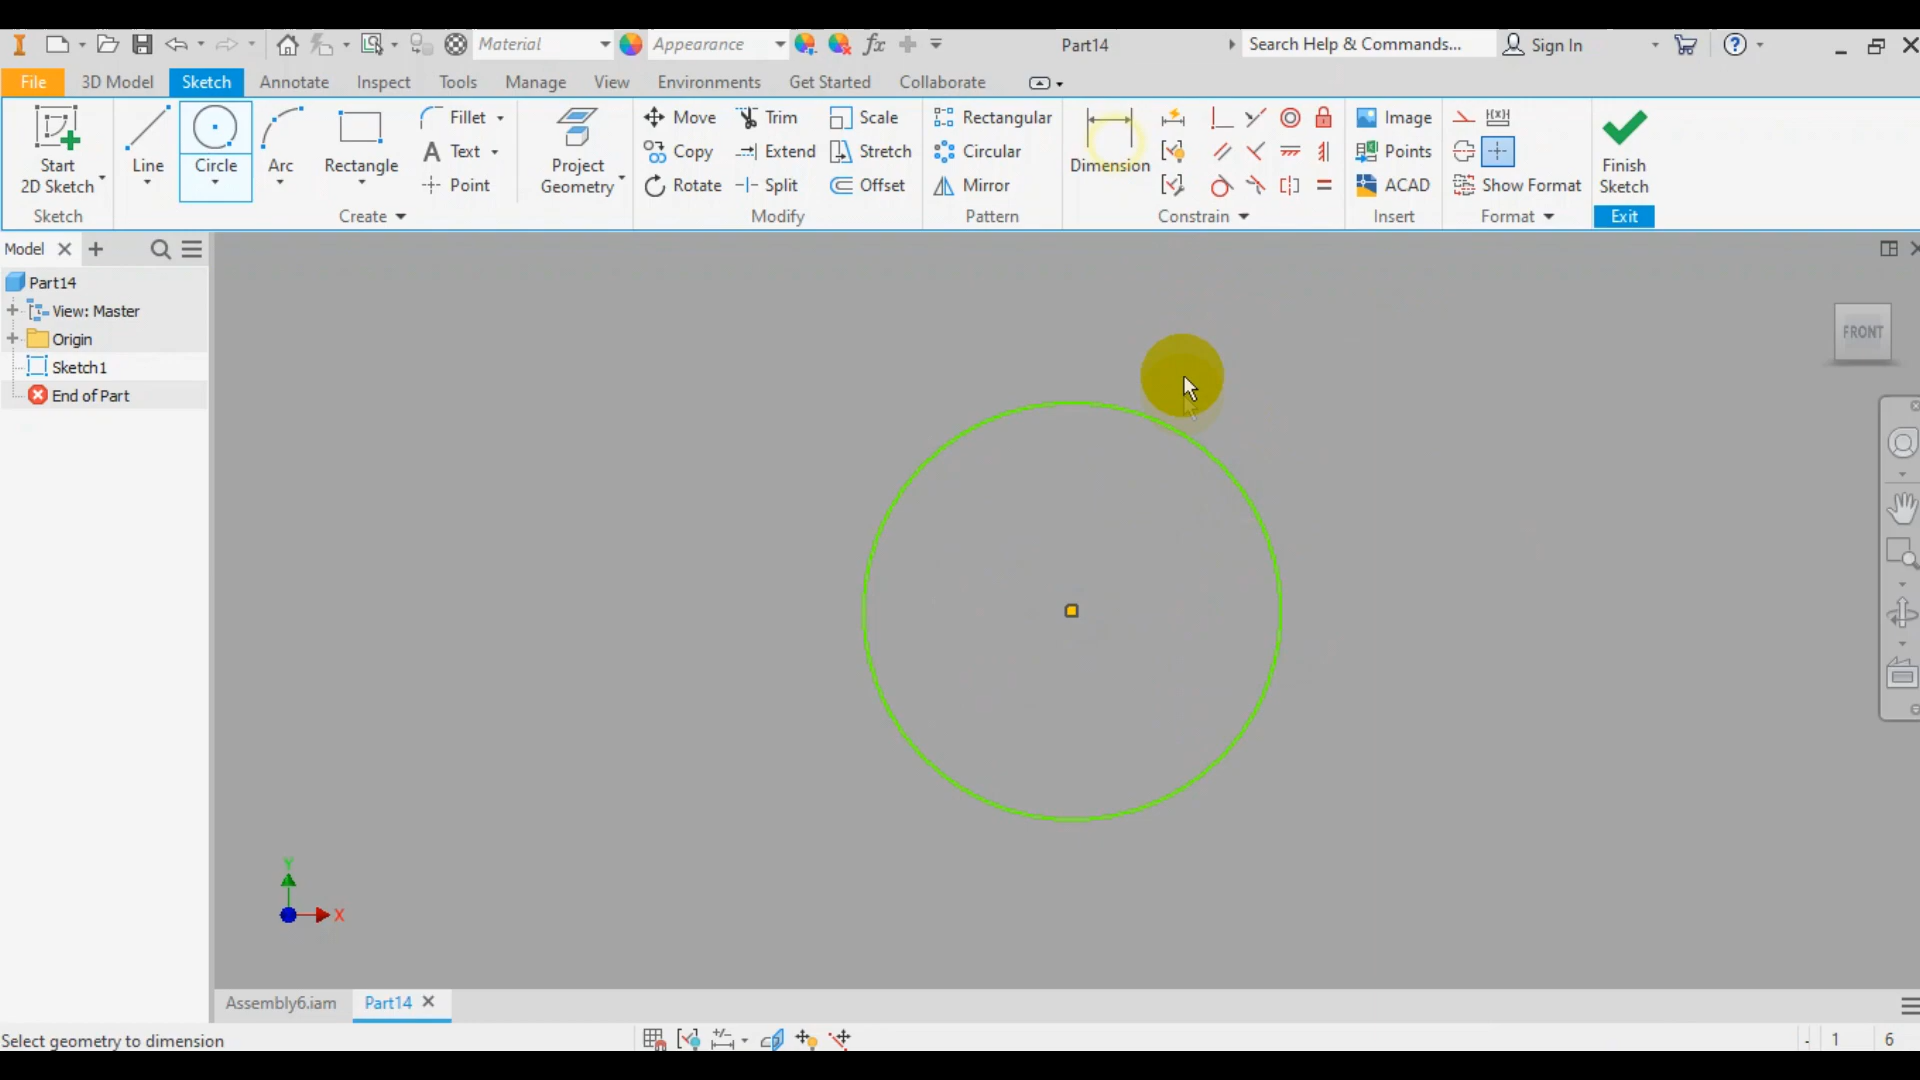 Material
Appearance
fx
Part14
Search Help & Commands...
Sign In
File
3D Model
Sketch
Annotate
Inspect
Tools
Manage
View
Environments
Get Started
Collaborate
Start
2D Sketch
Sketch
Line
Circle
Arc
Rectangle
Fillet
Text
Point
Create
Project
Geometry
Move
Copy
Rotate
Trim
Extend
Split
Scale
Stretch
Offset
Modify
Rectangular
Circular
Mirror
Pattern
Dimension
Constrain
Image
Points
ACAD
Insert
Show Format
Format
Finish
Sketch
Exit
Model
Part14
View: Master
Origin
Sketch1
End of Part
FRONT
Y
X
Assembly6.iam
Part14
Select geometry to dimension
1
6